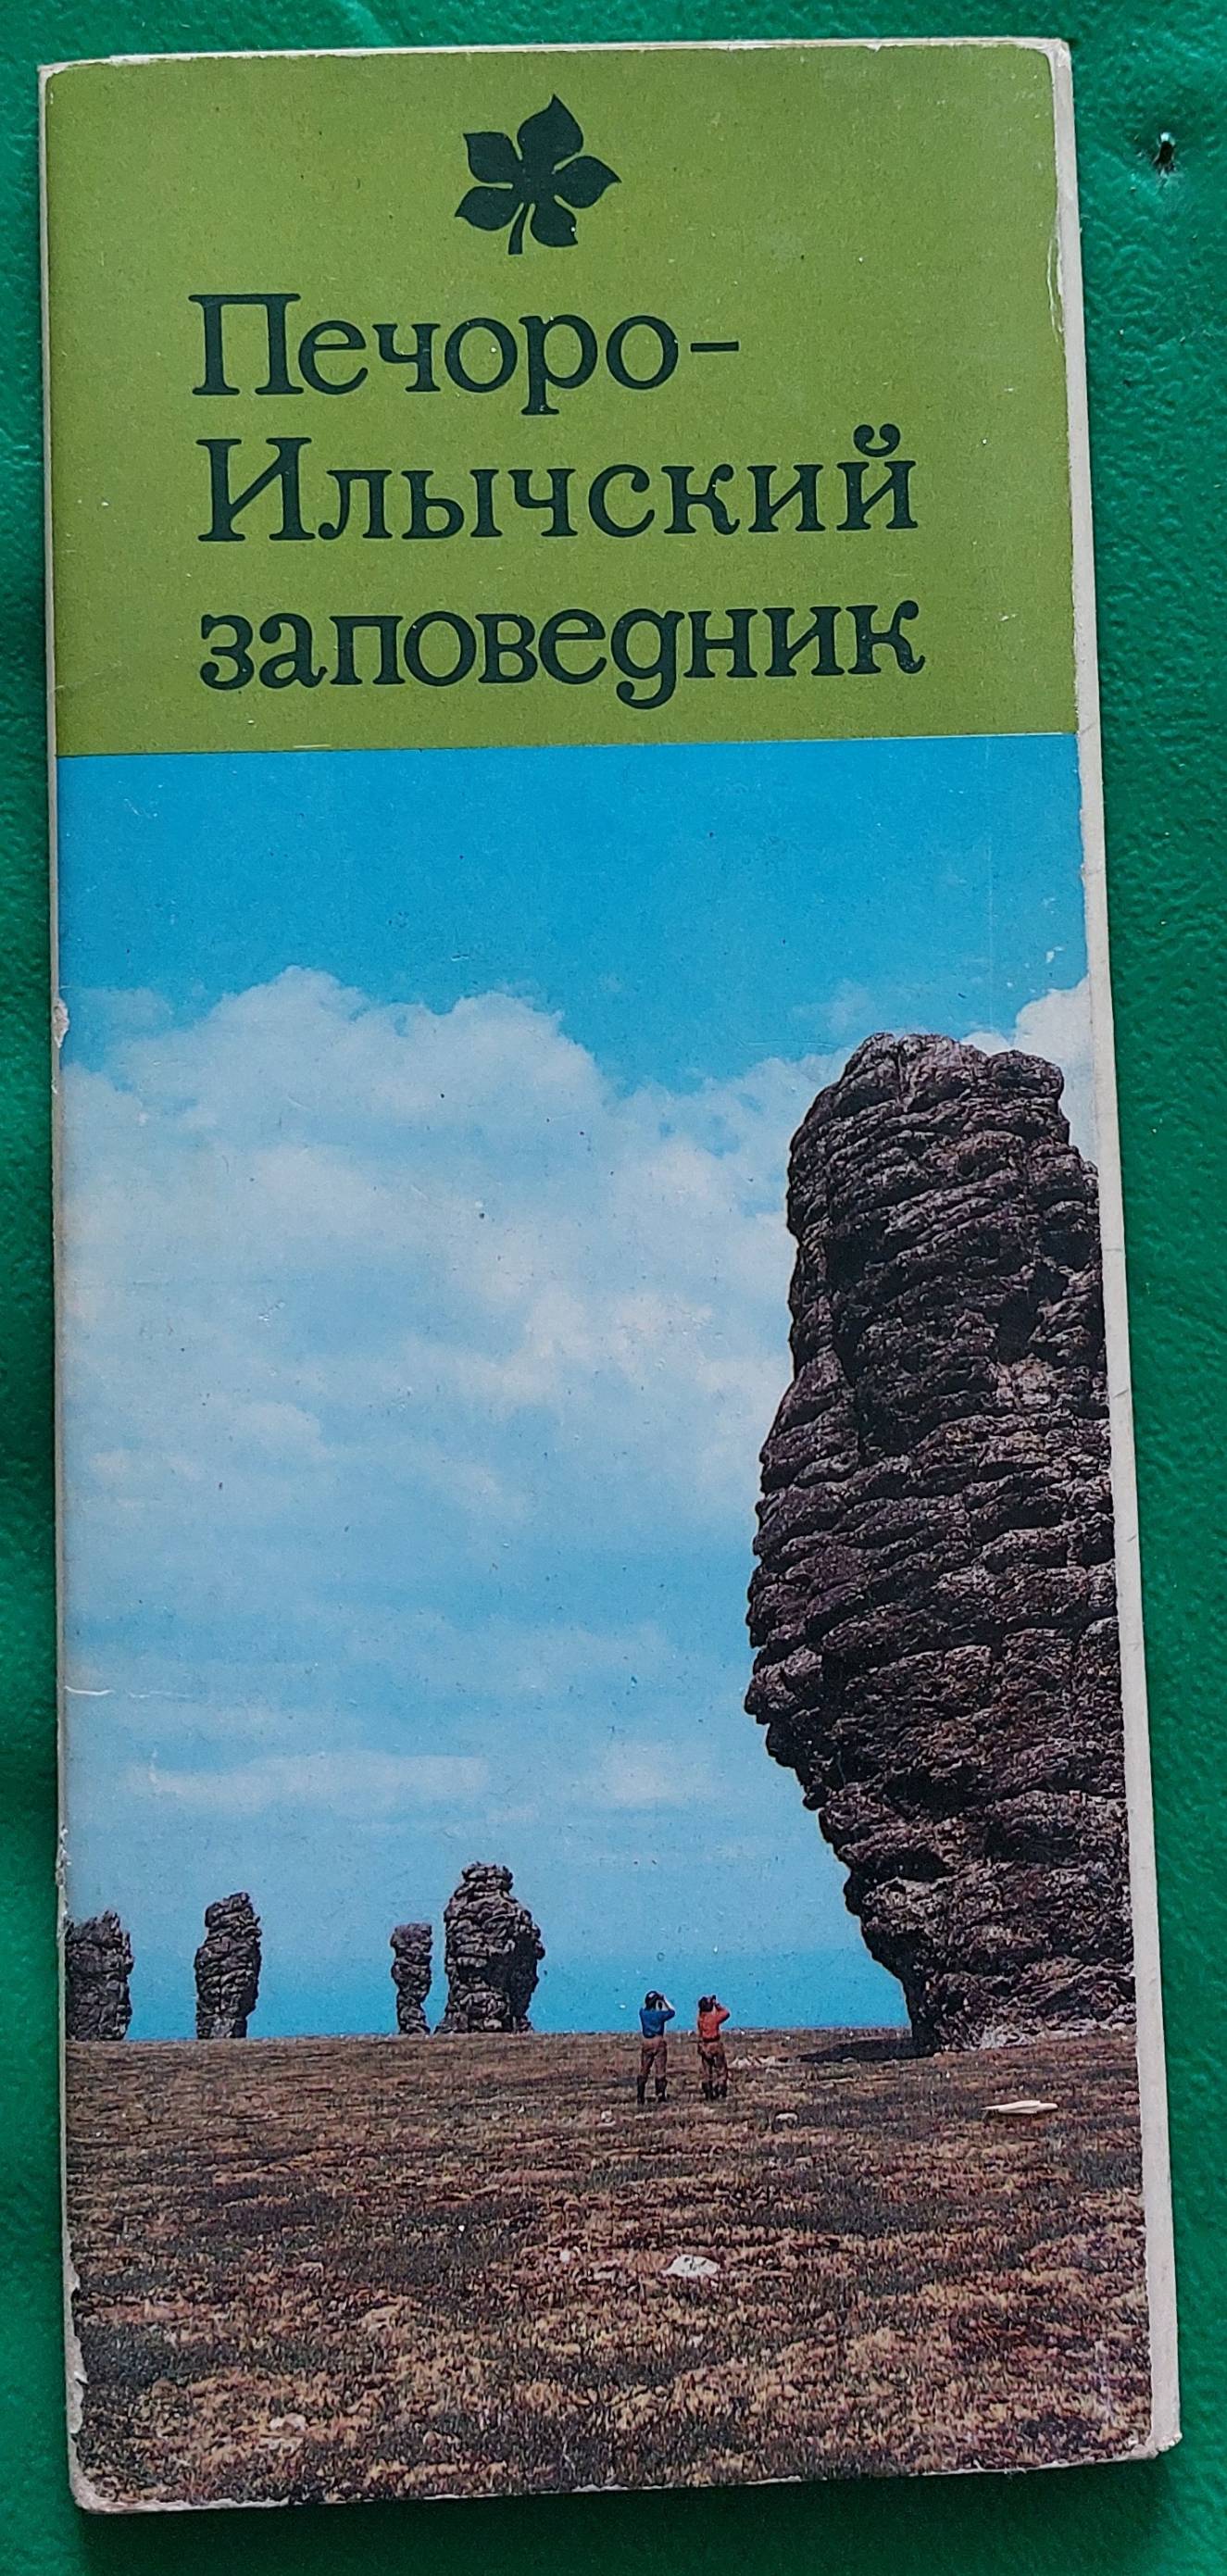 Печоро-
Илычский
заповедник